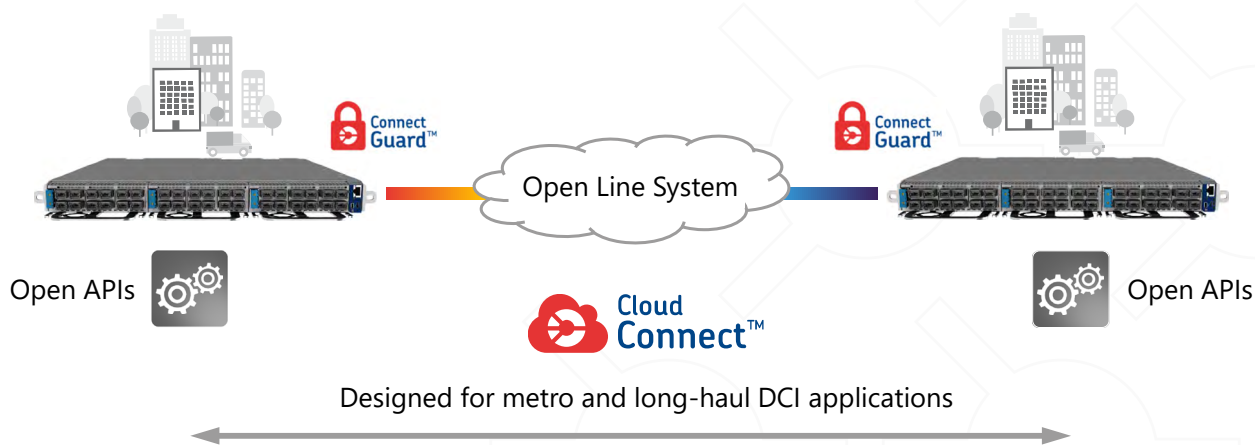 Connect
Guard™
Connect
Guard™
Open Line System
Open APIs
Open APIs
Cloud
Connect™
Designed for metro and long-haul DCI applications